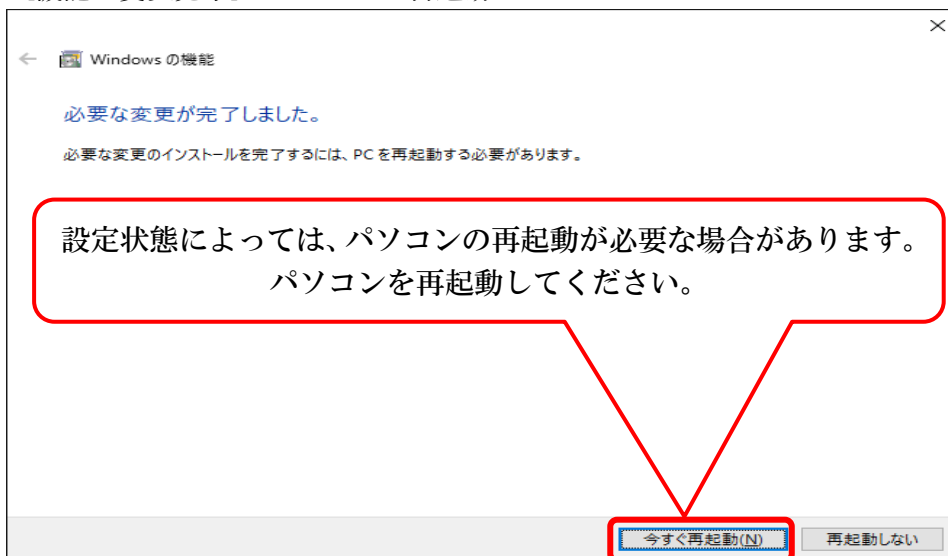 Windows の機能
必要な変更が完了しました。
必要な変更のインストールを完了するには、PC を再起動する必要があります。
設定状態によっては、パソコンの再起動が必要な場合があります。
パソコンを再起動してください。
今すぐ再起動(N)
再起動しない